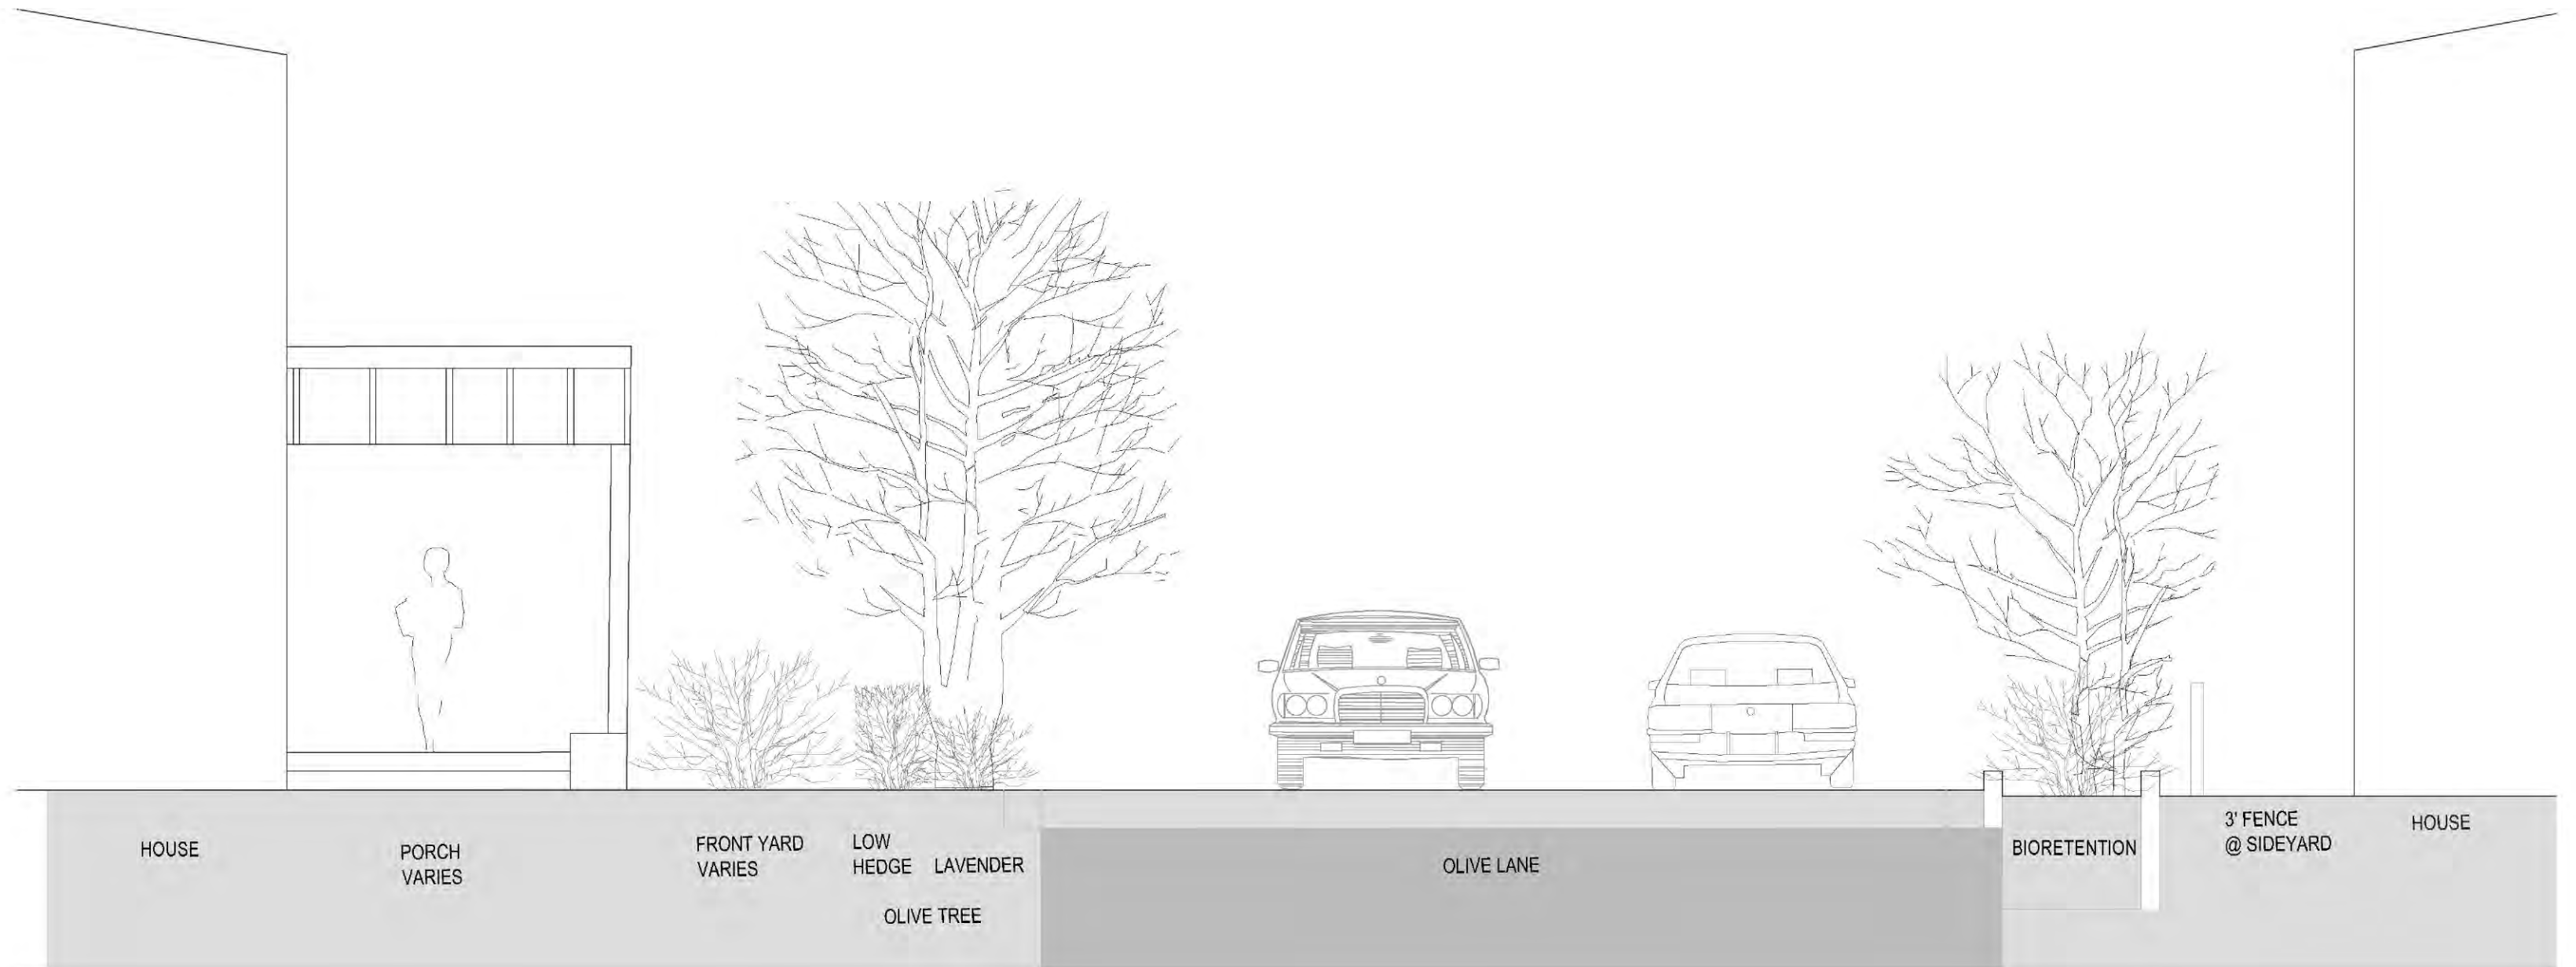 HOUSE
PORCH
VARIES
FRONT YARD
VARIES
LOW
HEDGE
LAVENDER
OLIVE TREE
OLIVE LANE
BIORETENTION
3' FENCE
@ SIDEYARD
HOUSE